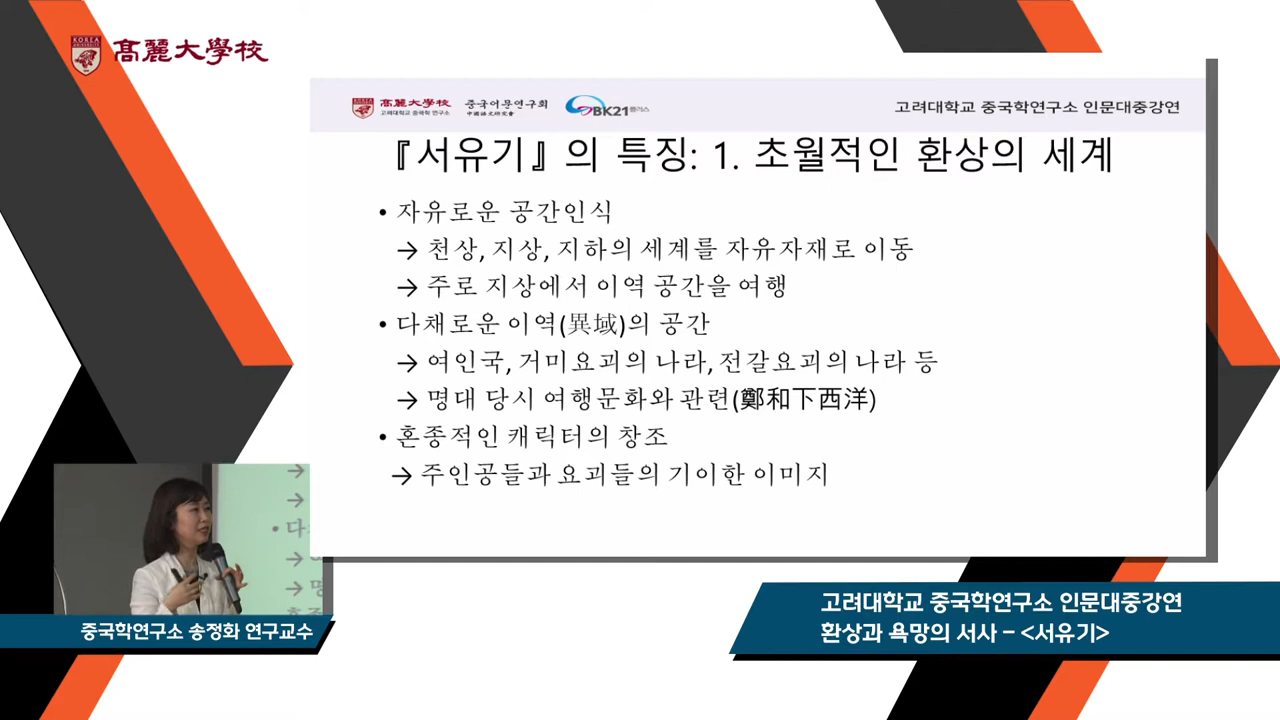 KOREA
UNIVERSITY
高麗大學校
高麗大學校
고려대학교 중국학 연구소
중국어문연구회
中國語文硏究會
BK21플러스
고려대학교 중국학연구소 인문대중강연
『서유기』의 특징: 1. 초월적인 환상의 세계
• 자유로운 공간인식
→ 천상, 지상, 지하의 세계를 자유자재로 이동
→ 주로 지상에서 이역 공간을 여행
• 다채로운 이역(異域)의 공간
→ 여인국, 거미요괴의 나라, 전갈요괴의 나라 등
→ 명대 당시 여행문화와 관련(鄭和下西洋)
• 혼종적인 캐릭터의 창조
→ 주인공들과 요괴들의 기이한 이미지
→
→
• 다
→
→ 명
중국학연구소 송정화 연구교수
고려대학교 중국학연구소 인문대중강연
환상과 욕망의 서사 – <서유기>